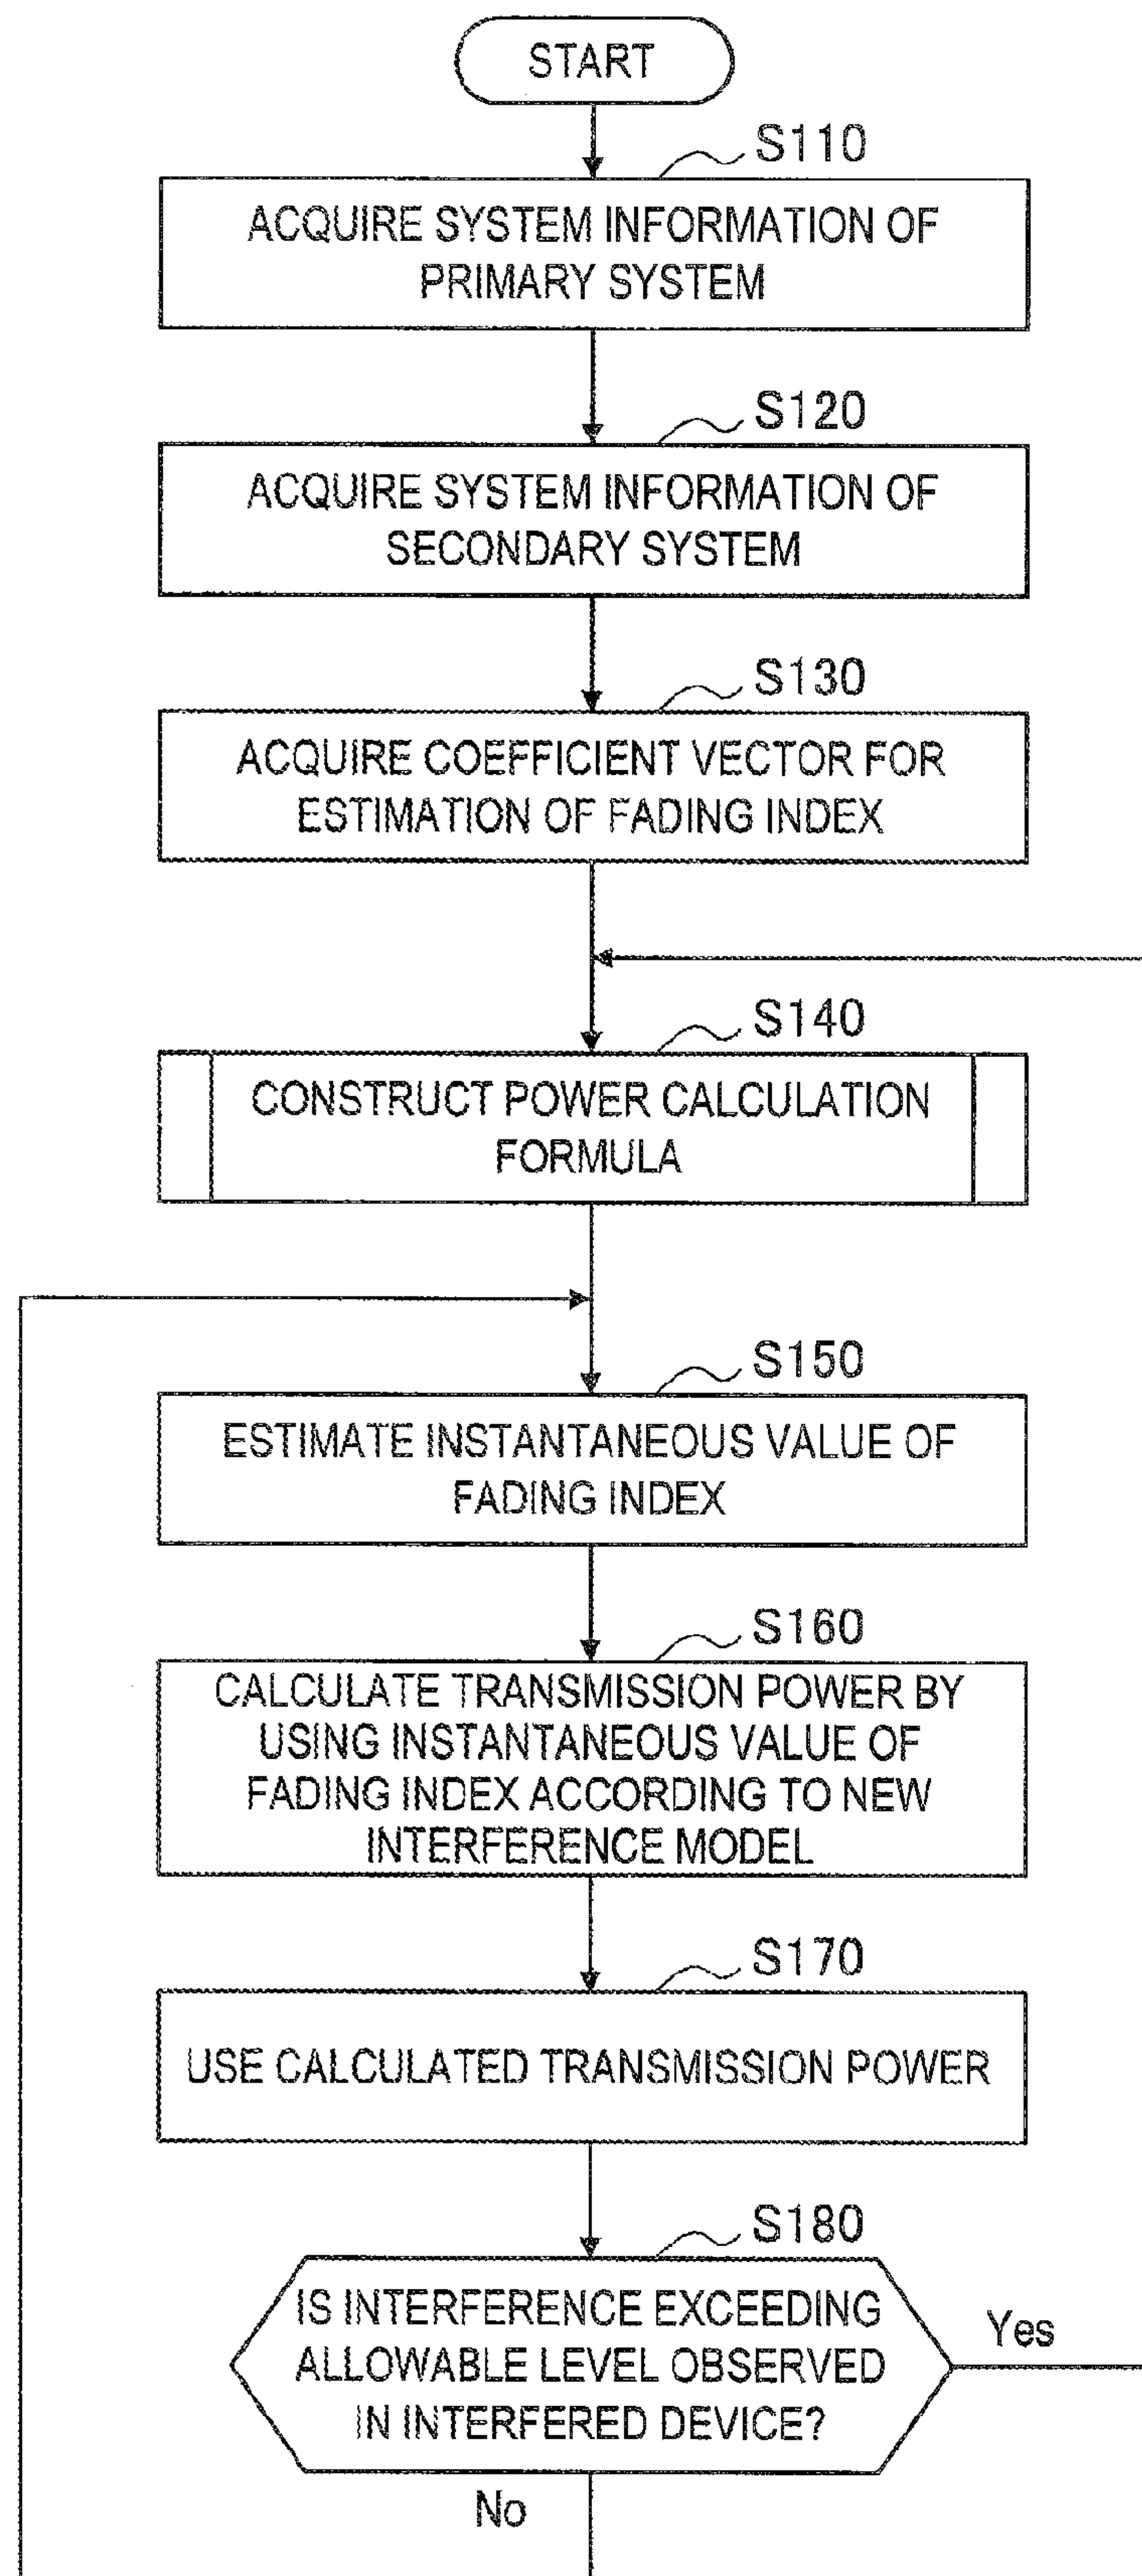 START
S110
ACQUIRE SYSTEM INFORMATION OF
PRIMARY SYSTEM
S120
ACQUIRE SYSTEM INFORMATION OF
SECONDARY SYSTEM
S130
ACQUIRE COEFFICIENT VECTOR FOR
ESTIMATION OF FADING INDEX
S140
CONSTRUCT POWER CALCULATION
FORMULA
S150
ESTIMATE INSTANTANEOUS VALUE OF
FADING INDEX
S160
CALCULATE TRANSMISSION POWER BY
USING INSTANTANEOUS VALUE OF
FADING INDEX ACCORDING TO NEW
INTERFERENCE MODEL
S170
USE CALCULATED TRANSMISSION POWER
S180
IS INTERFERENCE EXCEEDING
ALLOWABLE LEVEL OBSERVED
IN INTERFERED DEVICE?
Yes
No